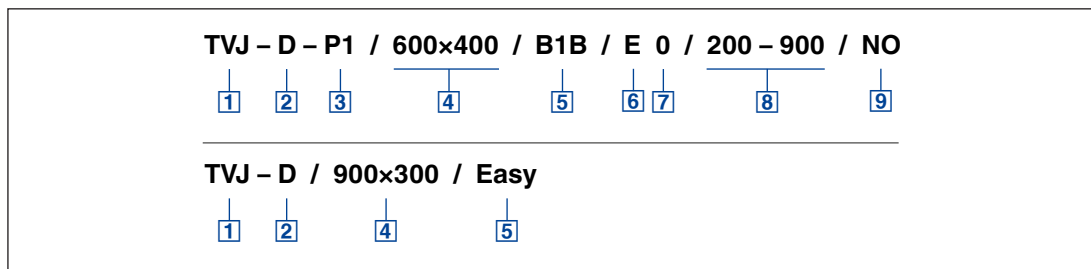 TVJ – D – P1 / 600×400 / B1B / E 0 / 200 – 900 / NO
1 2 3 4 5 6 7 8 9
TVJ – D / 900×300 / Easy
1 2 4 5